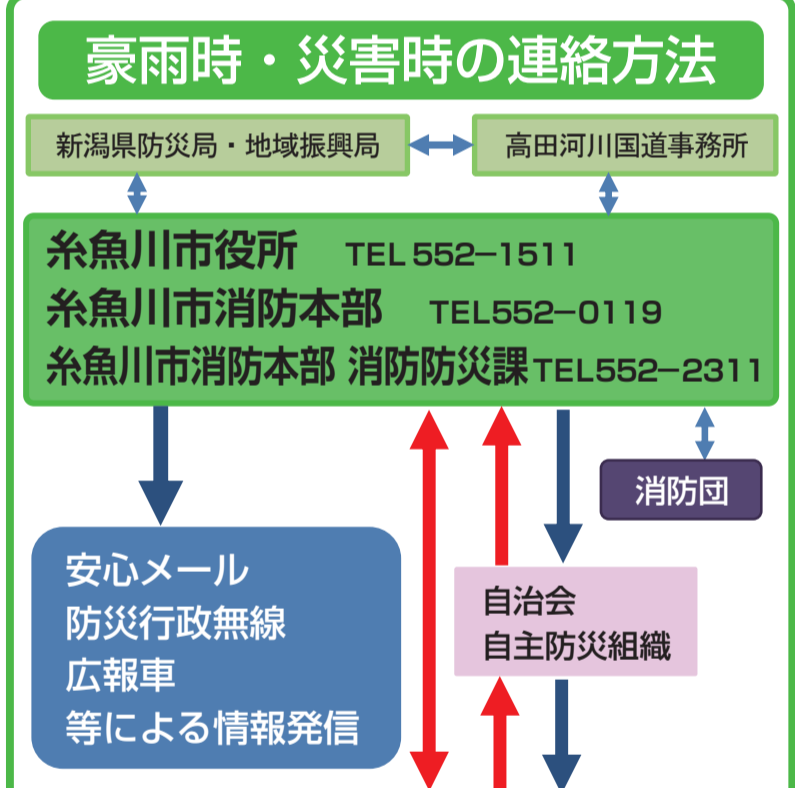 豪雨時・災害時の連絡方法
新潟県防災局・地域振興局
高田河川国道事務所
糸魚川市役所 TEL 552−1511
糸魚川市消防本部 TEL552−0119
糸魚川市消防本部 消防防災課 TEL552−2311
消防団
安心メール
防災行政無線
広報車
等による情報発信
自治会
自主防災組織